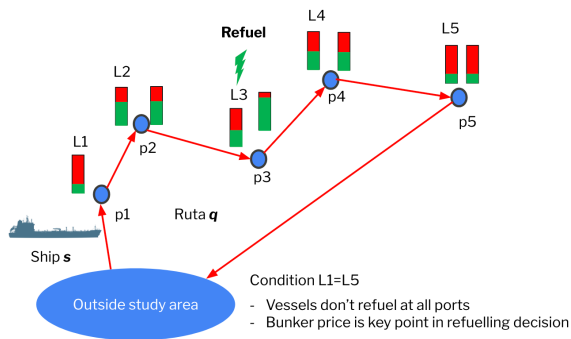 L4
Refuel
L5
L2
L3
L1
p4
p5
p2
p3
p1
Ruta q
Ship s
Outside study area
Condition L1=L5
- Vessels don't refuel at all ports
- Bunker price is key point in refuelling decision